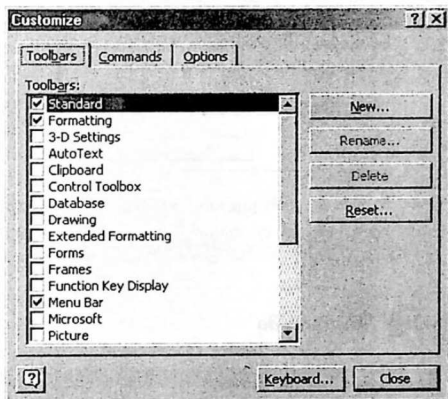 Customize
Toolbars Commands Options
Toolbars:
Standard
Formatting
3-D Settings
AutoText
Clipboard
Control Toolbox
Database
Drawing
Extended Formatting
Forms
Frames
Function Key Display
Menu Bar
Microsoft
Picture
New...
Rename...
Delete
Reset...
Keyboard...
Close